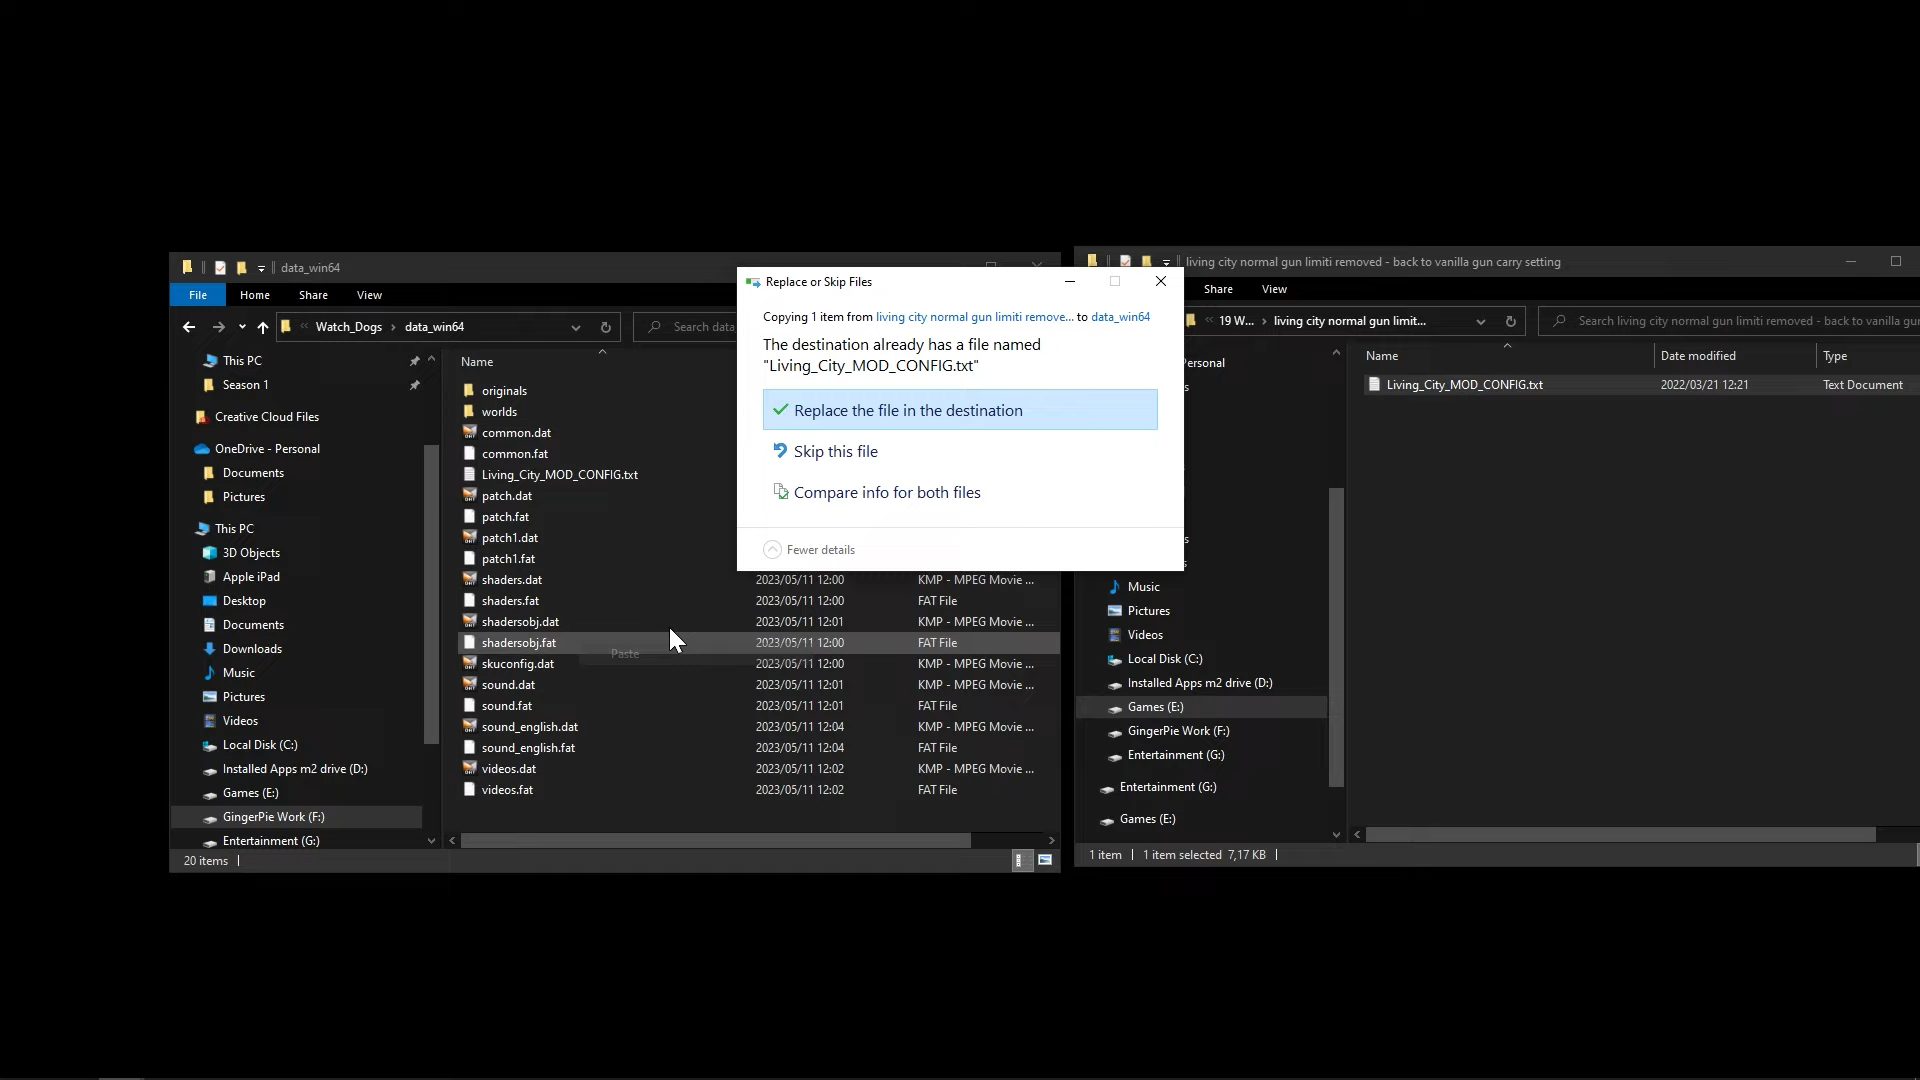 data_win64
File Home Share View
Watch_Dogs data_win64
Search data
This PC
Season 1
Creative Cloud Files
OneDrive - Personal
Documents
Pictures
This PC
3D Objects
Apple iPad
Desktop
Documents
Downloads
Music
Pictures
Videos
Local Disk (C:)
Installed Apps m2 drive (D:)
Games (E:)
GingerPie Work (F:)
Entertainment (G:)
20 items
Name
originals
worlds
common.dat
common.fat
Living_City_MOD_CONFIG.txt
patch.dat
patch.fat
patch1.dat
patch1.fat
shaders.dat 2023/05/11 12:00 KMP - MPEG Movie ...
shaders.fat 2023/05/11 12:00 FAT File
shadersobj.dat 2023/05/11 12:01 KMP - MPEG Movie ...
shadersobj.fat 2023/05/11 12:00 FAT File
Paste
skuconfig.dat 2023/05/11 12:00 KMP - MPEG Movie ...
sound.dat 2023/05/11 12:01 KMP - MPEG Movie ...
sound.fat 2023/05/11 12:01 FAT File
sound_english.dat 2023/05/11 12:04 KMP - MPEG Movie ...
sound_english.fat 2023/05/11 12:04 FAT File
videos.dat 2023/05/11 12:02 KMP - MPEG Movie ...
videos.fat 2023/05/11 12:02 FAT File
Replace or Skip Files
Copying 1 item from living city normal gun limiti remove... to data_win64
The destination already has a file named
"Living_City_MOD_CONFIG.txt"
Replace the file in the destination
Skip this file
Compare info for both files
Fewer details
living city normal gun limiti removed - back to vanilla gun carry setting
Share View
19 W... living city normal gun limit...
Search living city normal gun limiti removed - back to vanilla gun
Personal
Music
Pictures
Videos
Local Disk (C:)
Installed Apps m2 drive (D:)
Games (E:)
GingerPie Work (F:)
Entertainment (G:)
Entertainment (G:)
Games (E:)
Name Date modified Type
Living_City_MOD_CONFIG.txt 2022/03/21 12:21 Text Document
1 item 1 item selected 7,17 KB